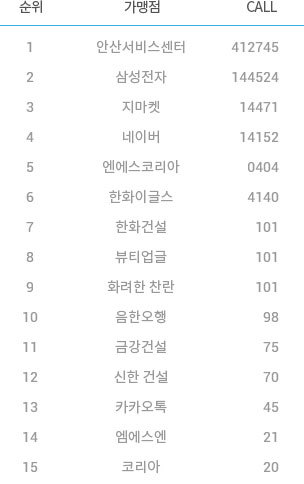 순위 가맹점 CALL
1 안산서비스센터 412745
2 삼성전자 144524
3 지마켓 14471
4 네이버 14152
5 엔에스코리아 0404
6 한화이글스 4140
7 한화건설 101
8 뷰티업글 101
9 화려한 찬란 101
10 음한오행 98
11 금강건설 75
12 신한 건설 70
13 카카오톡 45
14 엠에스엔 21
15 코리아 20